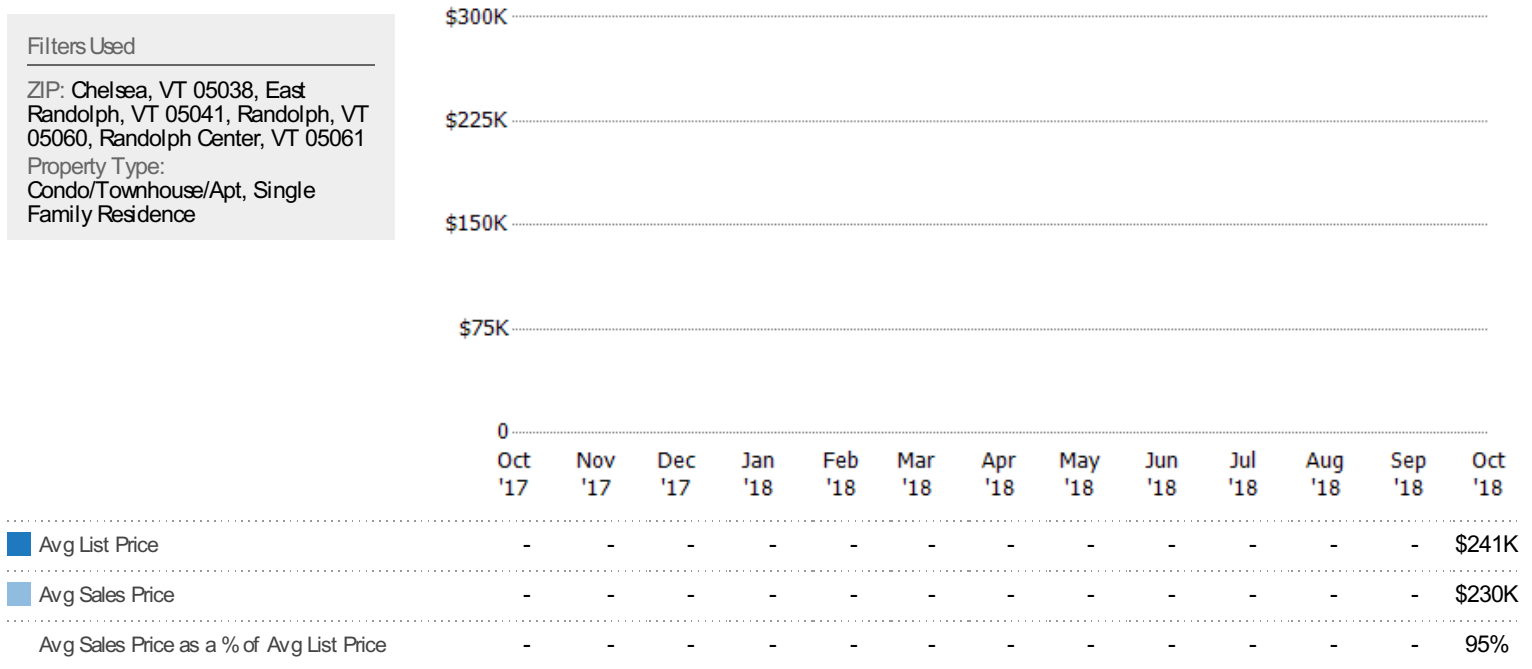 Filters Used
ZIP: Chelsea, VT 05038, East
Randolph, VT 05041, Randolph, VT
05060, Randolph Center, VT 05061
Property Type:
Condo/Townhouse/Apt, Single
Family Residence
$300K
$225K
$150K
$75K
0
Oct Nov Dec Jan Feb Mar Apr May Jun Jul Aug Sep Oct
'17 '17 '17 '18 '18 '18 '18 '18 '18 '18 '18 '18 '18
Avg List Price - - - - - - - - - - - - $241K
Avg Sales Price - - - - - - - - - - - - $230K
Avg Sales Price as a % of Avg List Price - - - - - - - - - - - - 95%